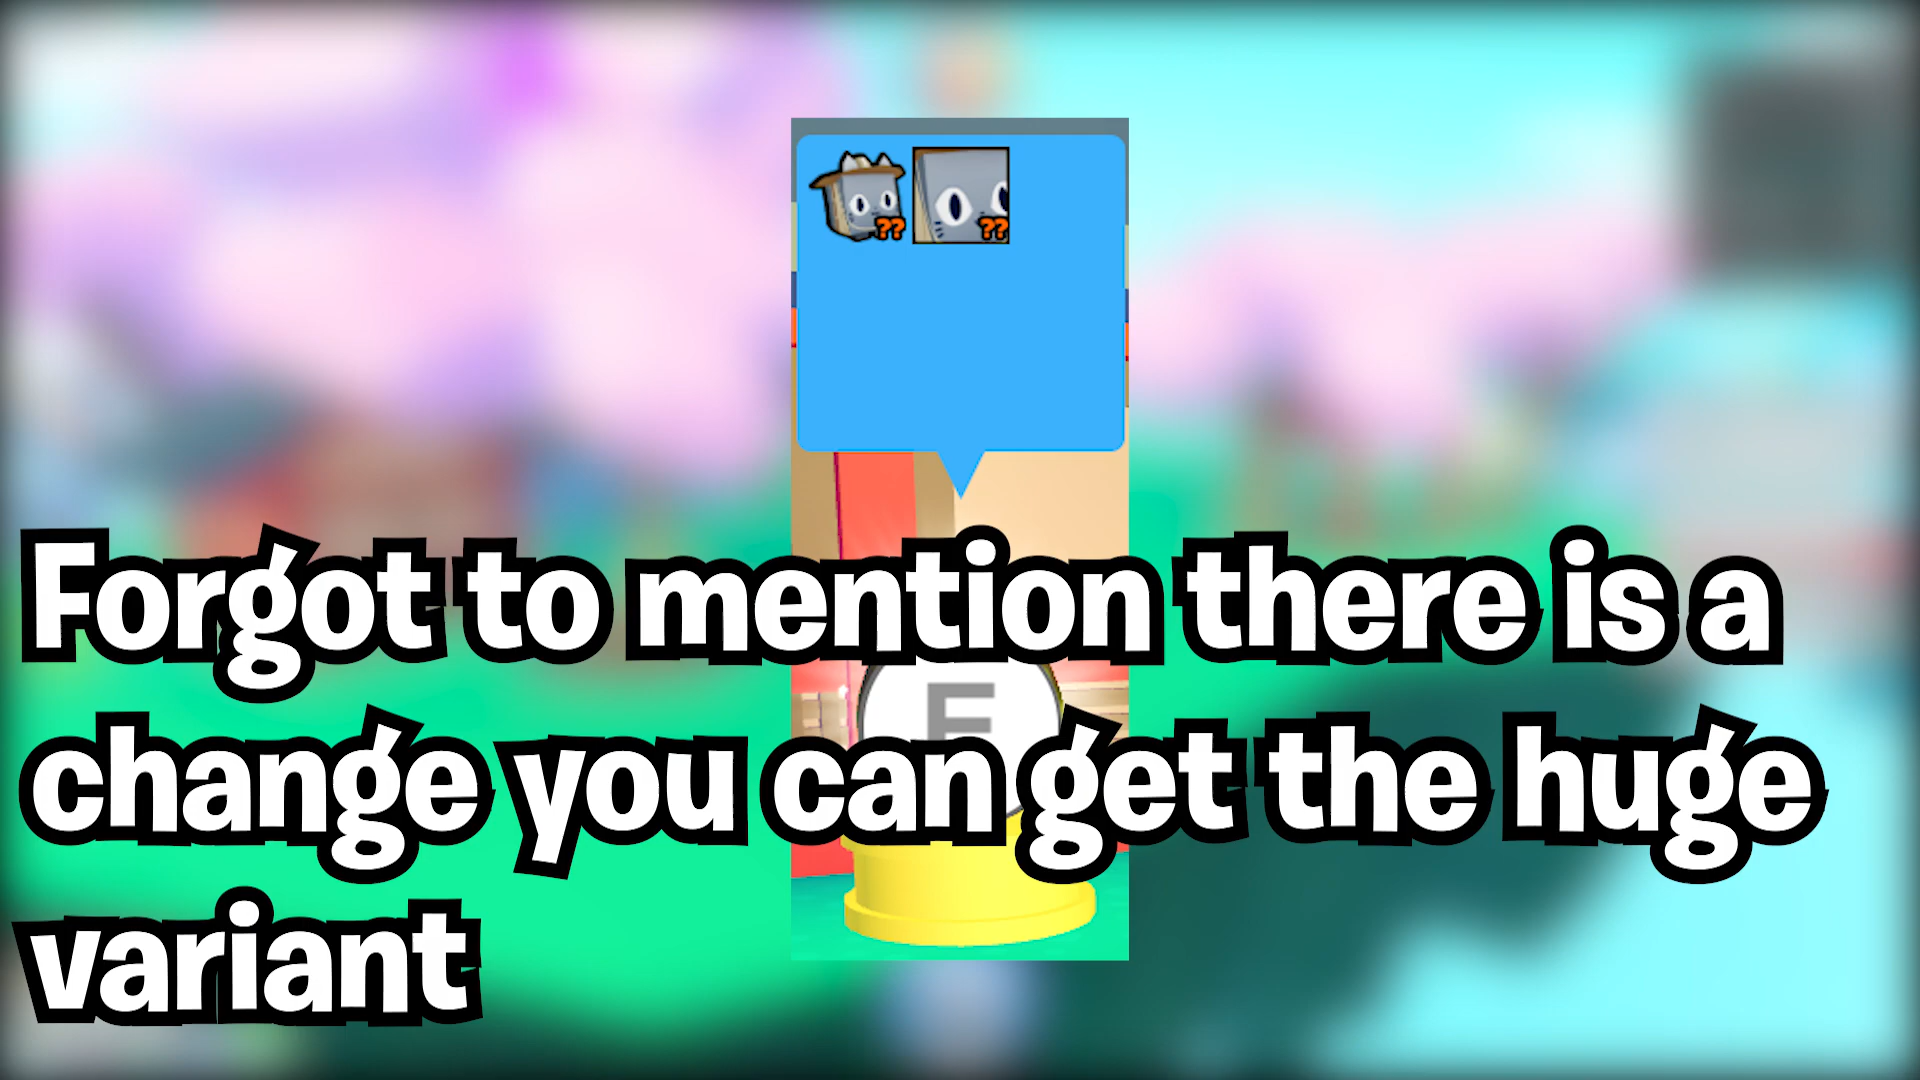 ?? ??
Forgot to mention there is a
E
change you can get the huge
variant